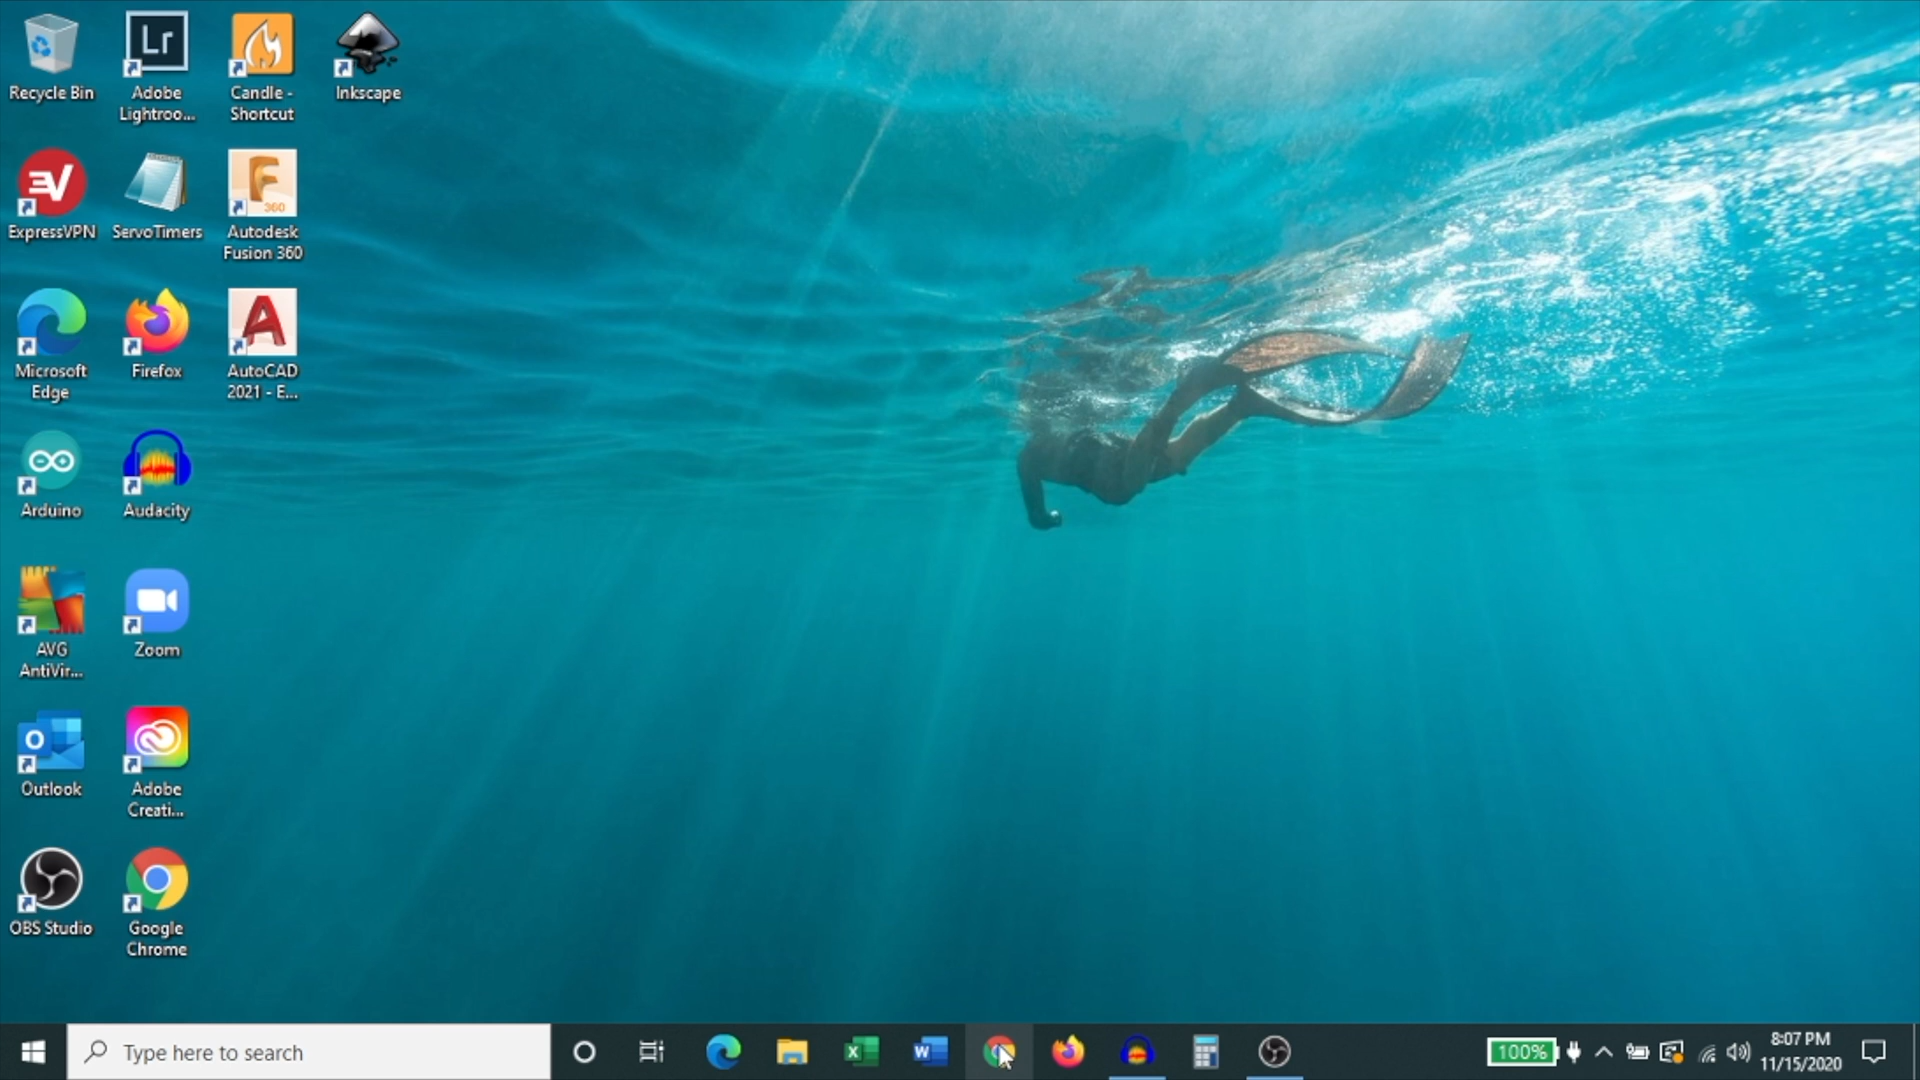 Recycle Bin
Adobe
Lightroo...
Lr
Candle -
Shortcut
Inkscape
ExpressVPN
ServoTimers
360
Autodesk
Fusion 360
Microsoft
Edge
Firefox
AutoCAD
2021 - E...
Arduino
Audacity
AVG
AntiVir...
Zoom
Outlook
Adobe
Creati...
OBS Studio
Google
Chrome
Type here to search
100%
8:07 PM
11/15/2020